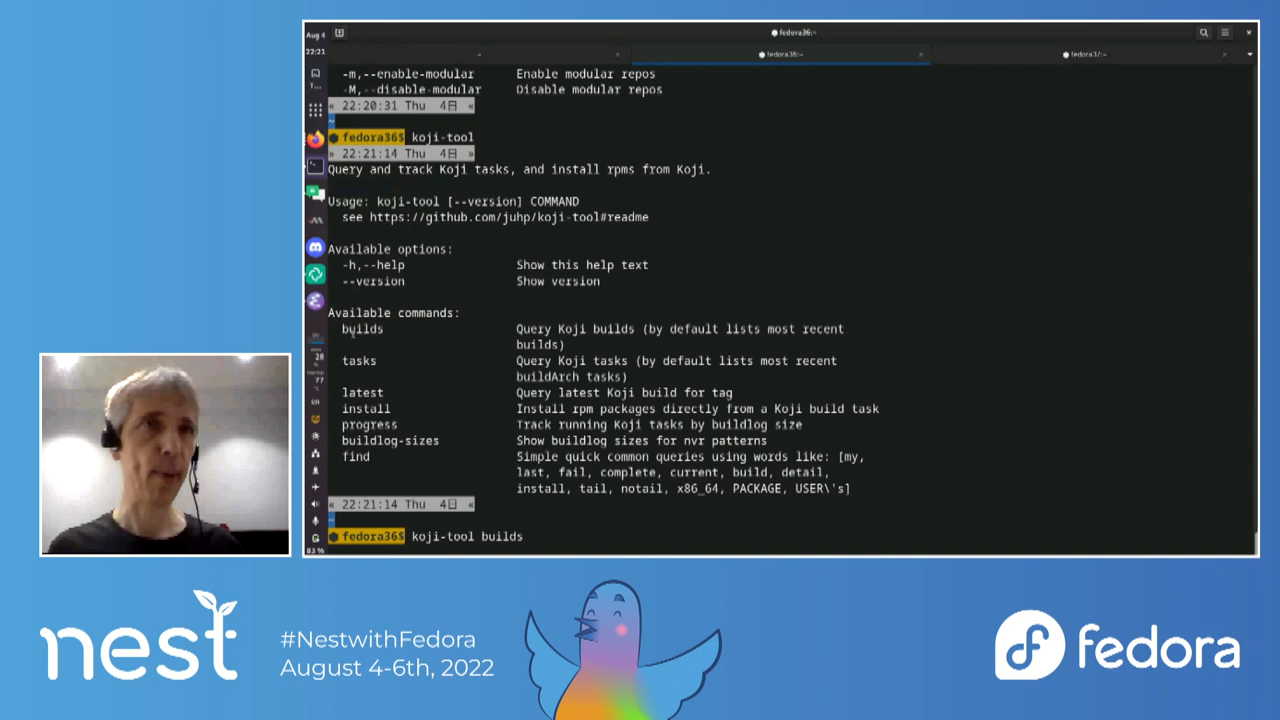 Aug 4
22:21
fedora36:~
~
fedora36:~
fedora37:~
-m,--enable-modular Enable modular repos
-M,--disable-modular Disable modular repos
« 22:20:31 Thu 4日 «
~
fedora36$ koji-tool
» 22:21:14 Thu 4日 »
Query and track Koji tasks, and install rpms from Koji.
Usage: koji-tool [--version] COMMAND
see https://github.com/juhp/koji-tool#readme
Available options:
-h,--help Show this help text
--version Show version
Available commands:
builds Query Koji builds (by default lists most recent
builds)
tasks Query Koji tasks (by default lists most recent
buildArch tasks)
latest Query latest Koji build for tag
install Install rpm packages directly from a Koji build task
progress Track running Koji tasks by buildlog size
buildlog-sizes Show buildlog sizes for nvr patterns
find Simple quick common queries using words like: [my,
last, fail, complete, current, build, detail,
install, tail, notail, x86_64, PACKAGE, USER\'s]
« 22:21:14 Thu 4日 «
~
fedora36$ koji-tool builds
28
77
en
83 %
nest
#NestwithFedora
August 4-6th, 2022
fedora